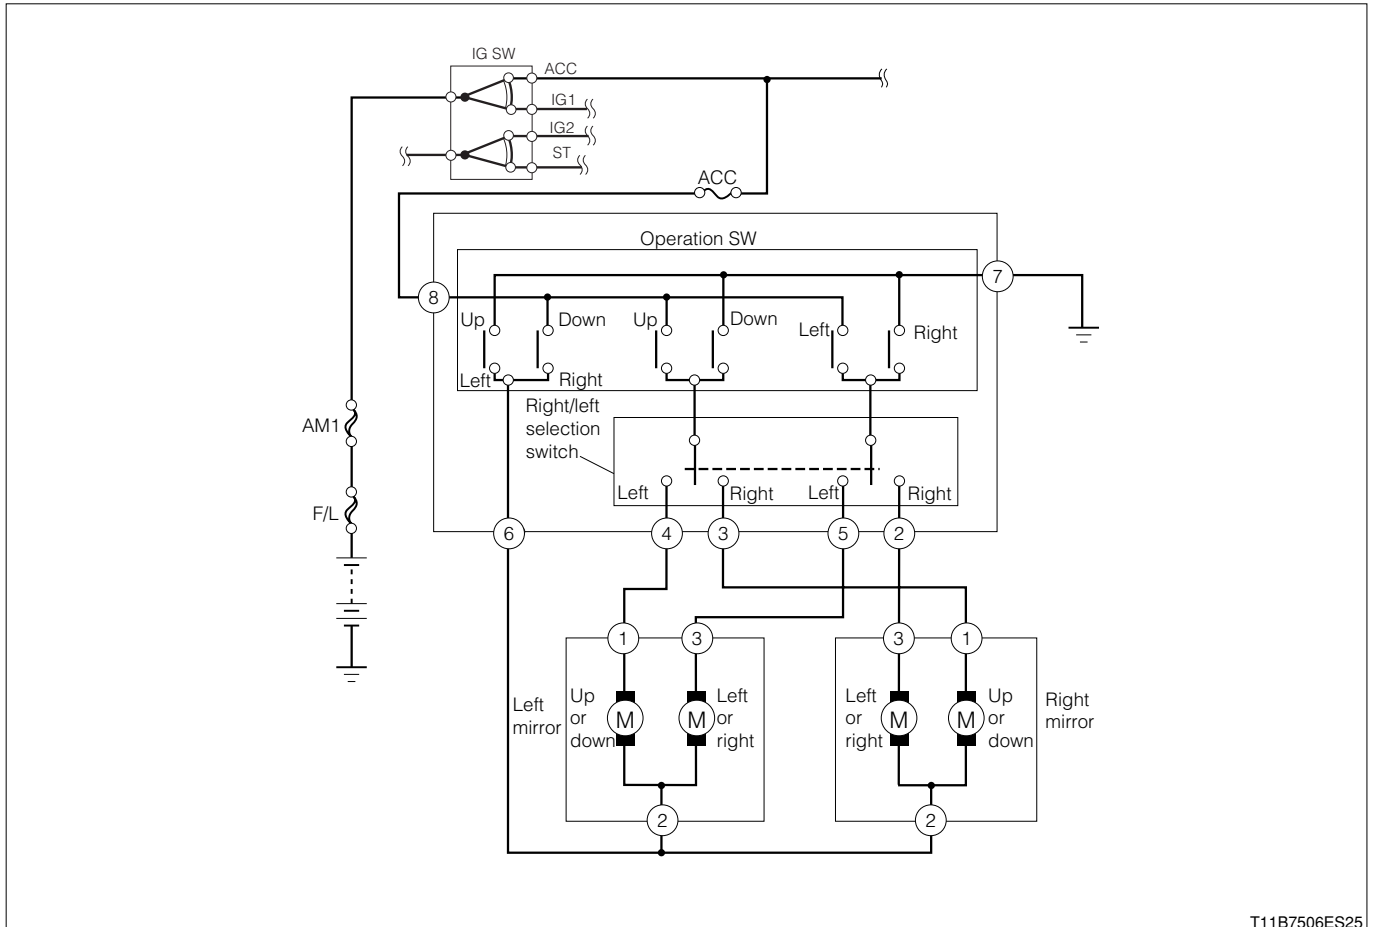 IG SW
ACC
IG1
IG2
ST
ACC
Operation SW
7
8
Up
Down
Up
Down
Left
Right
Left
Right
Right/left
selection
switch
AM1
Left
Right
Left
Right
F/L
6
4
3
5
2
1
3
3
1
Left
mirror
Up
or
down
M
M
Left
or
right
Left
or
right
M
M
Up
or
down
Right
mirror
2
2
T11B7506ES25